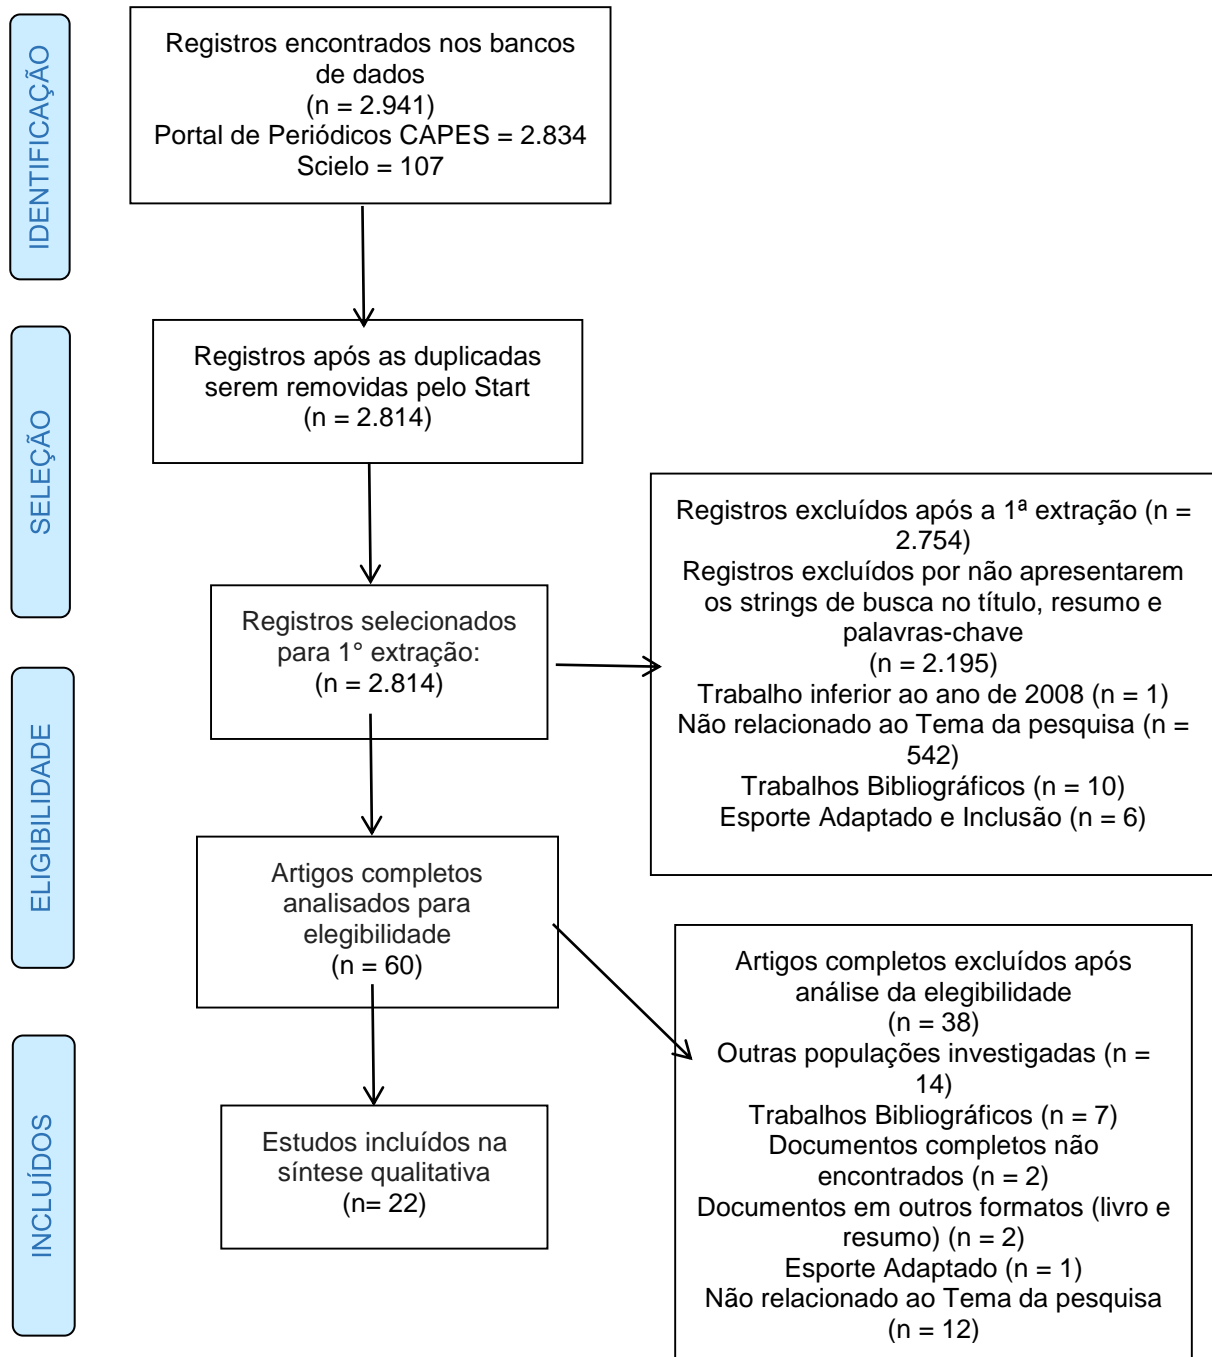 IDENTIFICAÇÃO
Registros encontrados nos bancos
de dados
(n = 2.941)
Portal de Periódicos CAPES = 2.834
Scielo = 107
SELEÇÃO
Registros após as duplicadas
serem removidas pelo Start
(n = 2.814)
Registros selecionados
para 1° extração:
(n = 2.814)
Registros excluídos após a 1ª extração (n =
2.754)
Registros excluídos por não apresentarem
os strings de busca no título, resumo e
palavras-chave
(n = 2.195)
Trabalho inferior ao ano de 2008 (n = 1)
Não relacionado ao Tema da pesquisa (n =
542)
Trabalhos Bibliográficos (n = 10)
Esporte Adaptado e Inclusão (n = 6)
ELIGIBILIDADE
Artigos completos
analisados para
elegibilidade
(n = 60)
Artigos completos excluídos após
análise da elegibilidade
(n = 38)
Outras populações investigadas (n =
14)
Trabalhos Bibliográficos (n = 7)
Documentos completos não
encontrados (n = 2)
Documentos em outros formatos (livro e
resumo) (n = 2)
Esporte Adaptado (n = 1)
Não relacionado ao Tema da pesquisa
(n = 12)
INCLUÍDOS
Estudos incluídos na
síntese qualitativa
(n= 22)